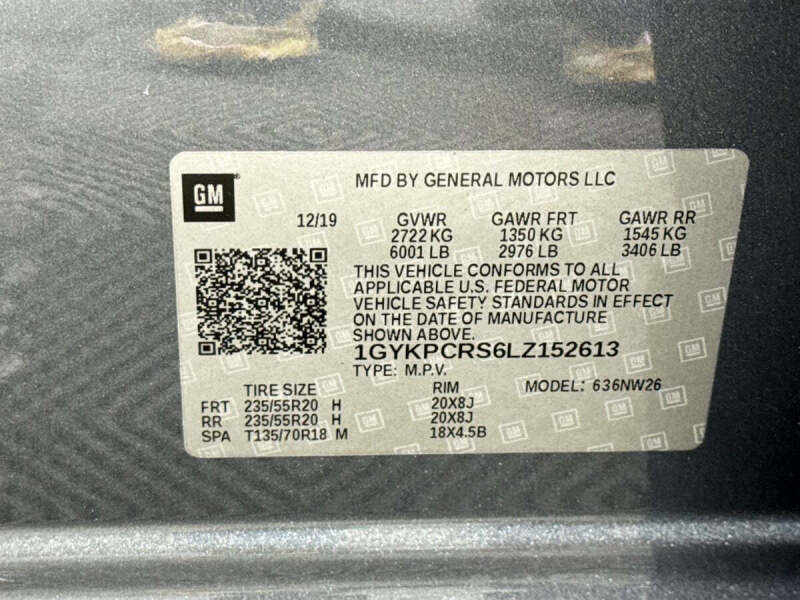 GM
MFD BY GENERAL MOTORS LLC
12/19 GVWR GAWR FRT GAWR RR
2722 KG 1350 KG 1545 KG
6001 LB 2976 LB 3406 LB
THIS VEHICLE CONFORMS TO ALL
APPLICABLE U.S. FEDERAL MOTOR
VEHICLE SAFETY STANDARDS IN EFFECT
ON THE DATE OF MANUFACTURE
SHOWN ABOVE.
1GYKPCRS6LZ152613
TYPE: M.P.V.
TIRE SIZE RIM MODEL: 636NW26
FRT 235/55R20 H 20X8J
RR 235/55R20 H 20X8J
SPA T135/70R18 M 18X4.5B